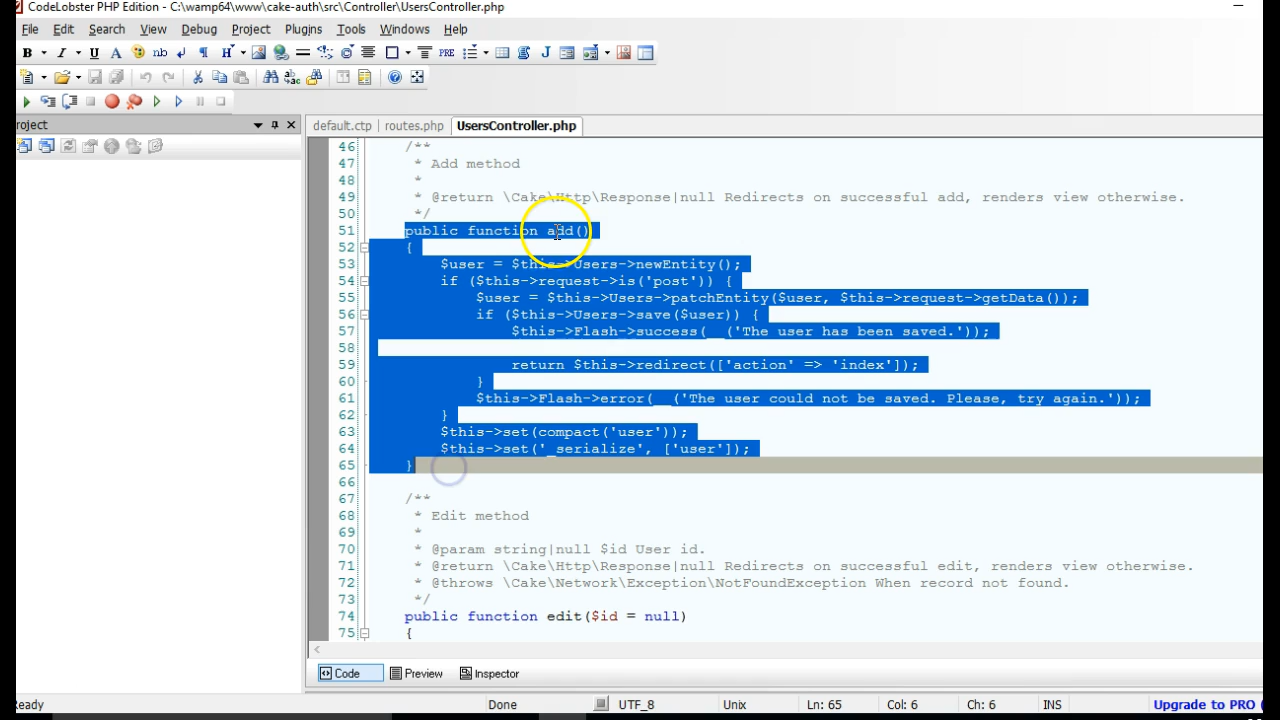 CodeLobster PHP Edition - C:\wamp64\www\cake-auth\src\Controller\UsersController.php
File Edit Search View Debug Project Plugins Tools Windows Help
B I U A nb H PRE J
roject
default.ctp routes.php UsersController.php
46 /**
47 * Add method
48 *
49 * @return \Cake\Http\Response|null Redirects on successful add, renders view otherwise.
50 */
51 public function add()
52 {
53 $user = $this->Users->newEntity();
54 if ($this->request->is('post')) {
55 $user = $this->Users->patchEntity($user, $this->request->getData());
56 if ($this->Users->save($user)) {
57 $this->Flash->success(__('The user has been saved.'));
58
59 return $this->redirect(['action' => 'index']);
60 }
61 $this->Flash->error(__('The user could not be saved. Please, try again.'));
62 }
63 $this->set(compact('user'));
64 $this->set('_serialize', ['user']);
65 }
66
67 /**
68 * Edit method
69 *
70 * @param string|null $id User id.
71 * @return \Cake\Http\Response|null Redirects on successful edit, renders view otherwise.
72 * @throws \Cake\Network\Exception\NotFoundException When record not found.
73 */
74 public function edit($id = null)
75 {
Code Preview Inspector
eady Done UTF_8 Unix Ln: 65 Col: 6 Ch: 6 INS Upgrade to PRO (